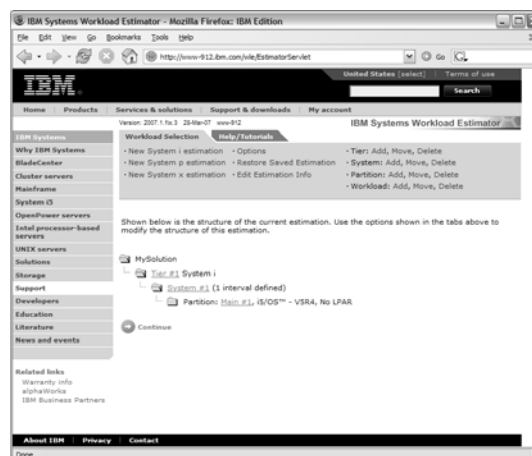 IBM Systems Workload Estimator - Mozilla Firefox: IBM Edition
File Edit View Go Bookmarks Tools Help
http://www-912.ibm.com/wle/EstimatorServlet
Go
United States [select] | Terms of use
IBM
Search
Home | Products | Services & solutions | Support & downloads | My account
Version: 2007.1.fix.3 28-Mar-07 www-912
IBM Systems Workload Estimator
IBM Systems
Why IBM Systems
BladeCenter
Cluster servers
Mainframe
System i5
OpenPower servers
Intel processor-based
servers
UNIX servers
Solutions
Storage
Support
Developers
Education
Literature
News and events
Related links
Warranty info
alphaWorks
IBM Business Partners
Workload Selection
Help/Tutorials
· New System i estimation · Options · Tier: Add, Move, Delete
· New System p estimation · Restore Saved Estimation · System: Add, Move, Delete
· New System x estimation · Edit Estimation Info · Partition: Add, Move, Delete
· Workload: Add, Move, Delete
Shown below is the structure of the current estimation. Use the options shown in the tabs above to
modify the structure of this estimation.
MySolution
Tier #1 System i
System #1 (1 interval defined)
Partition: Main #1, i5/OS™ - V5R4, No LPAR
Continue
About IBM | Privacy | Contact
Done